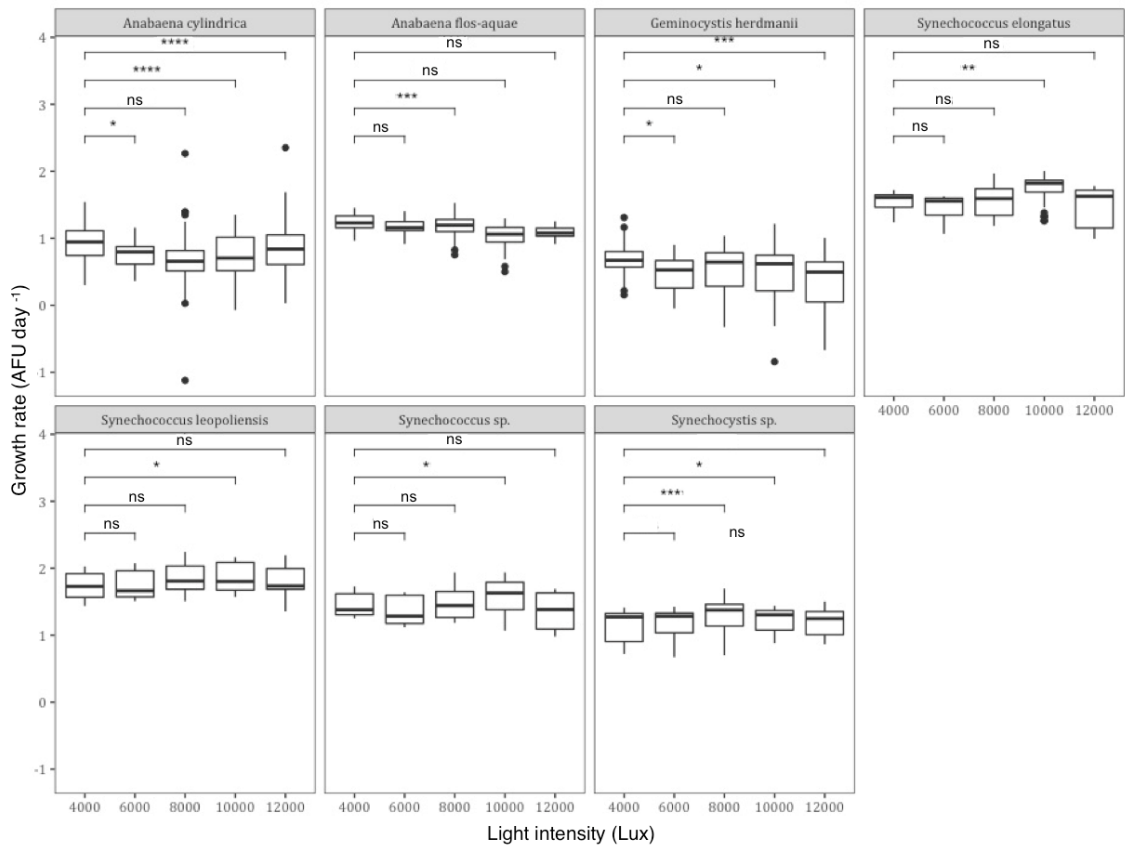 Anabaena cylindrica
Anabaena flos-aquae
Geminocystis herdmanii
Synechococcus elongatus
4
3
2
1
0
-1
****
****
ns
*
ns
ns
***
ns
***
*
ns
*
ns
**
ns
ns
4000 6000 8000 10000 12000
Synechococcus leopoliensis
Synechococcus sp.
Synechocystis sp.
4
3
2
1
0
-1
ns
*
ns
ns
ns
*
ns
ns
*
***
ns
4000 6000 8000 10000 12000
4000 6000 8000 10000 12000
4000 6000 8000 10000 12000
Growth rate (AFU day -1)
Light intensity (Lux)